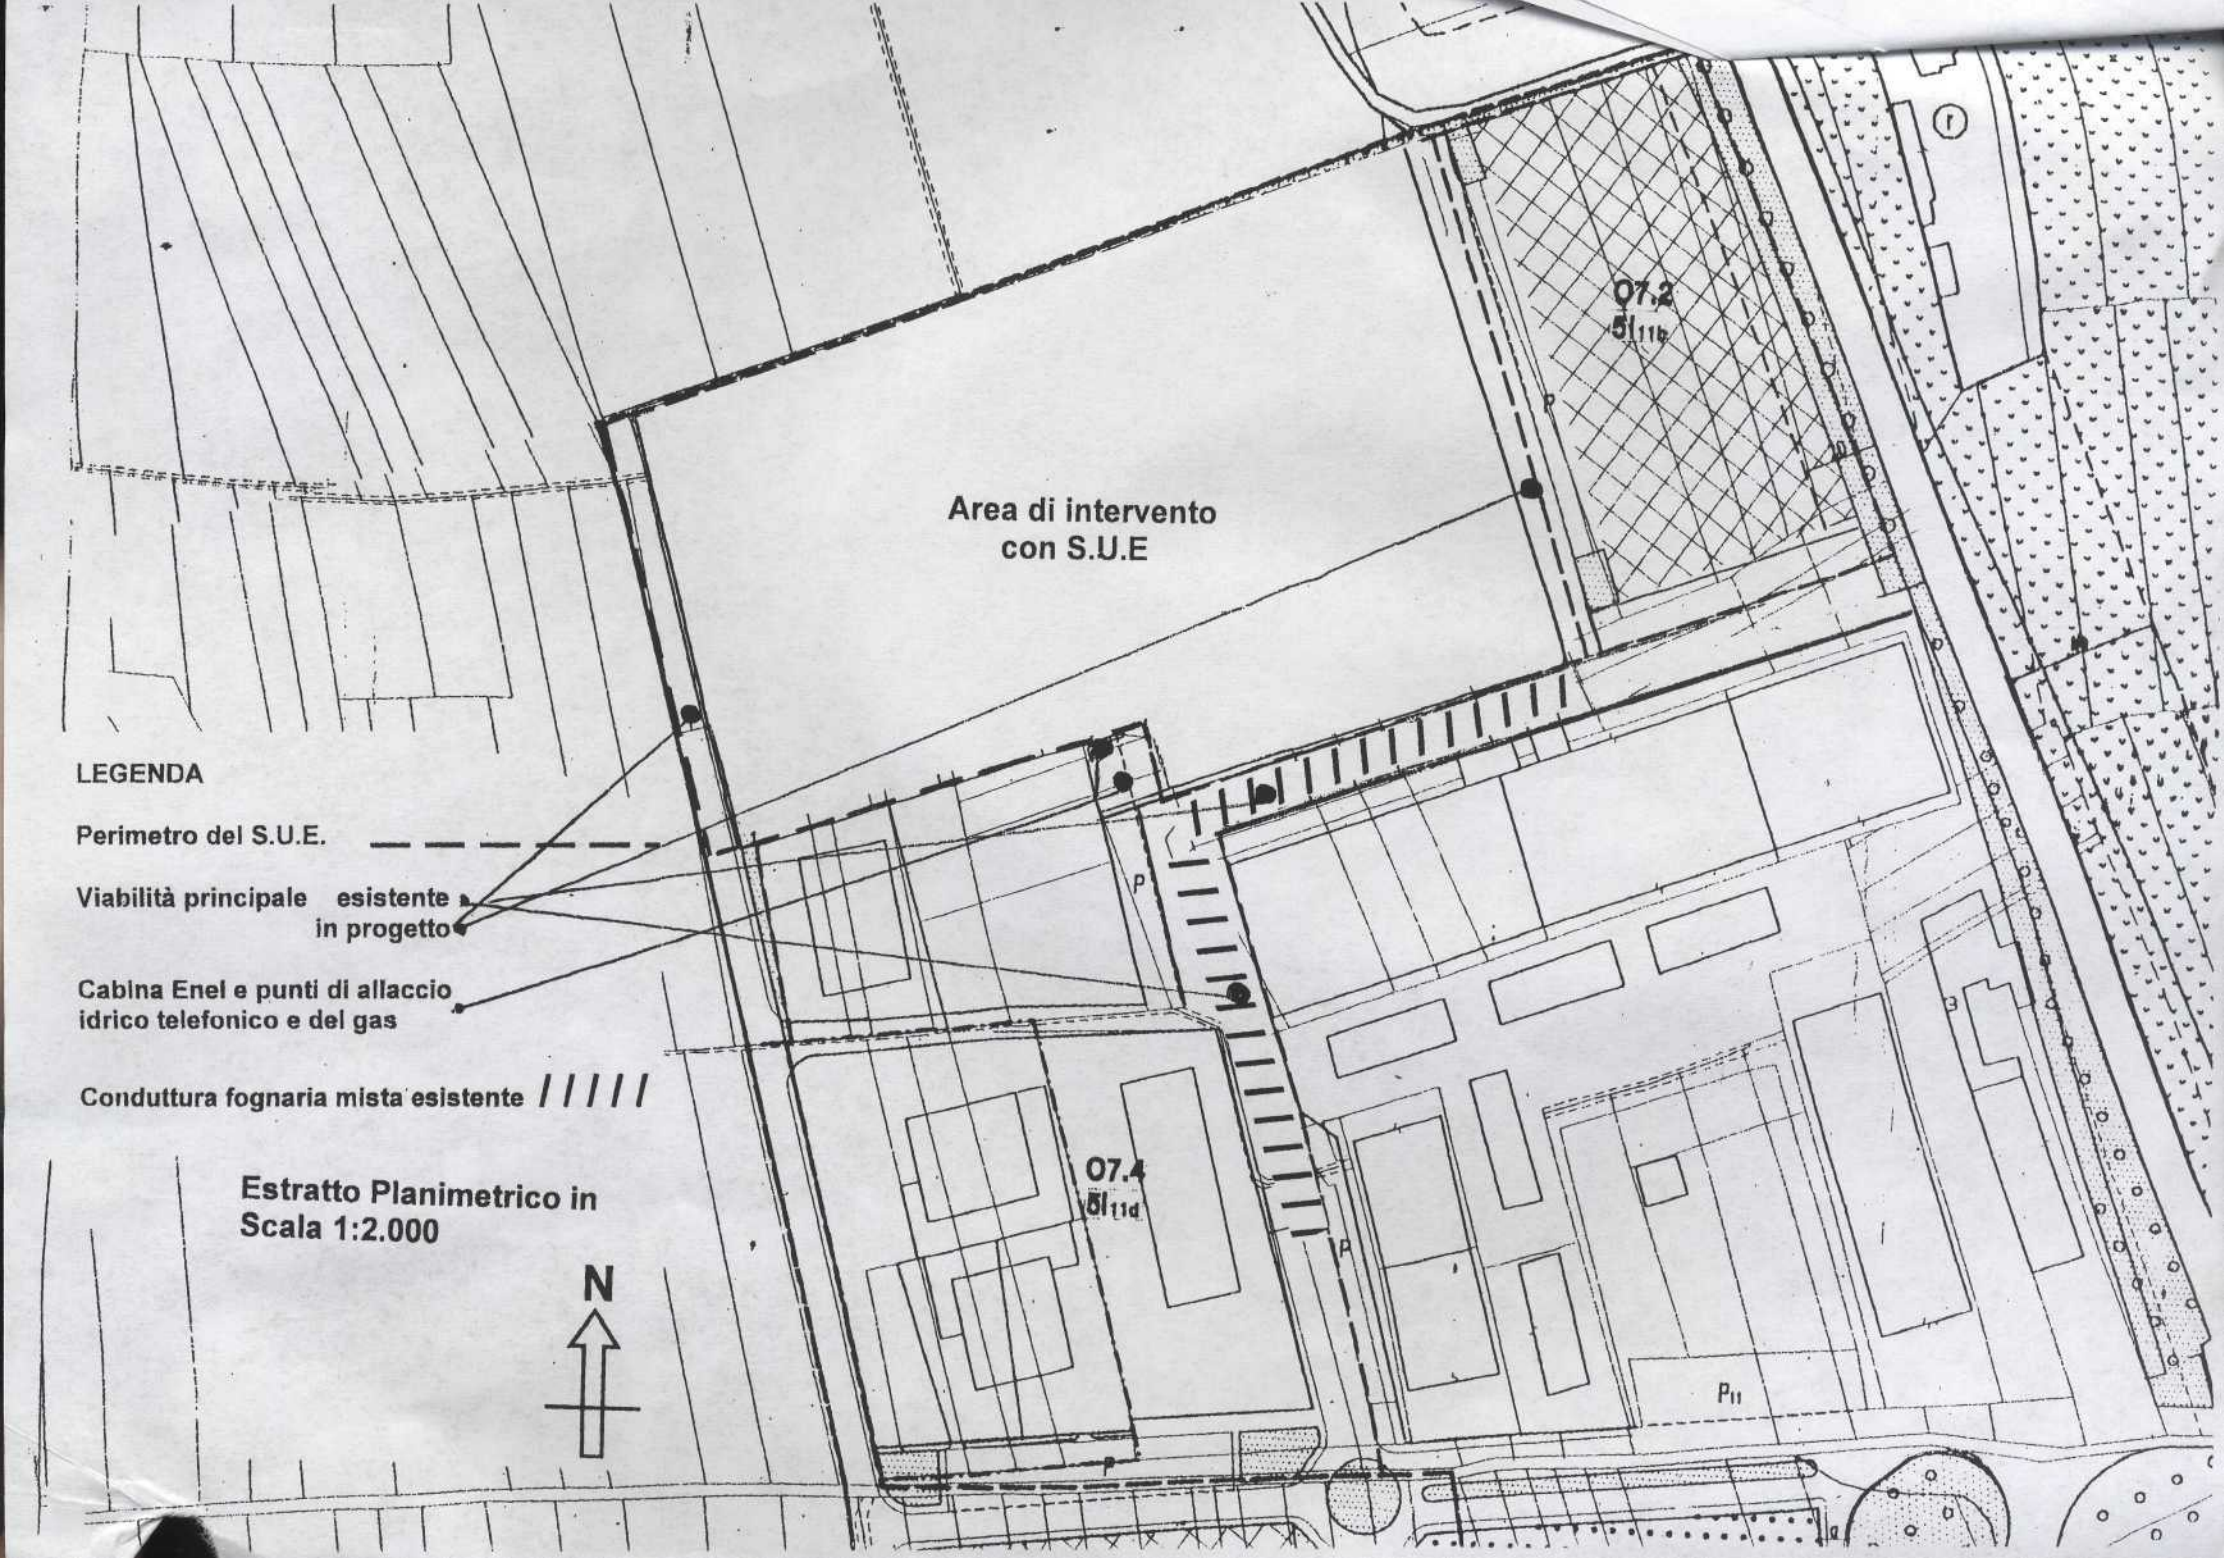 r
O7.2
5I11b
P
Area di intervento
con S.U.E
LEGENDA
Perimetro del S.U.E.
Viabilità principale esistente
in progetto
Cabina Enel e punti di allaccio
idrico telefonico e del gas
Conduttura fognaria mista esistente
P
Estratto Planimetrico in
Scala 1:2.000
N
O7.4
5I11d
P
P11
P